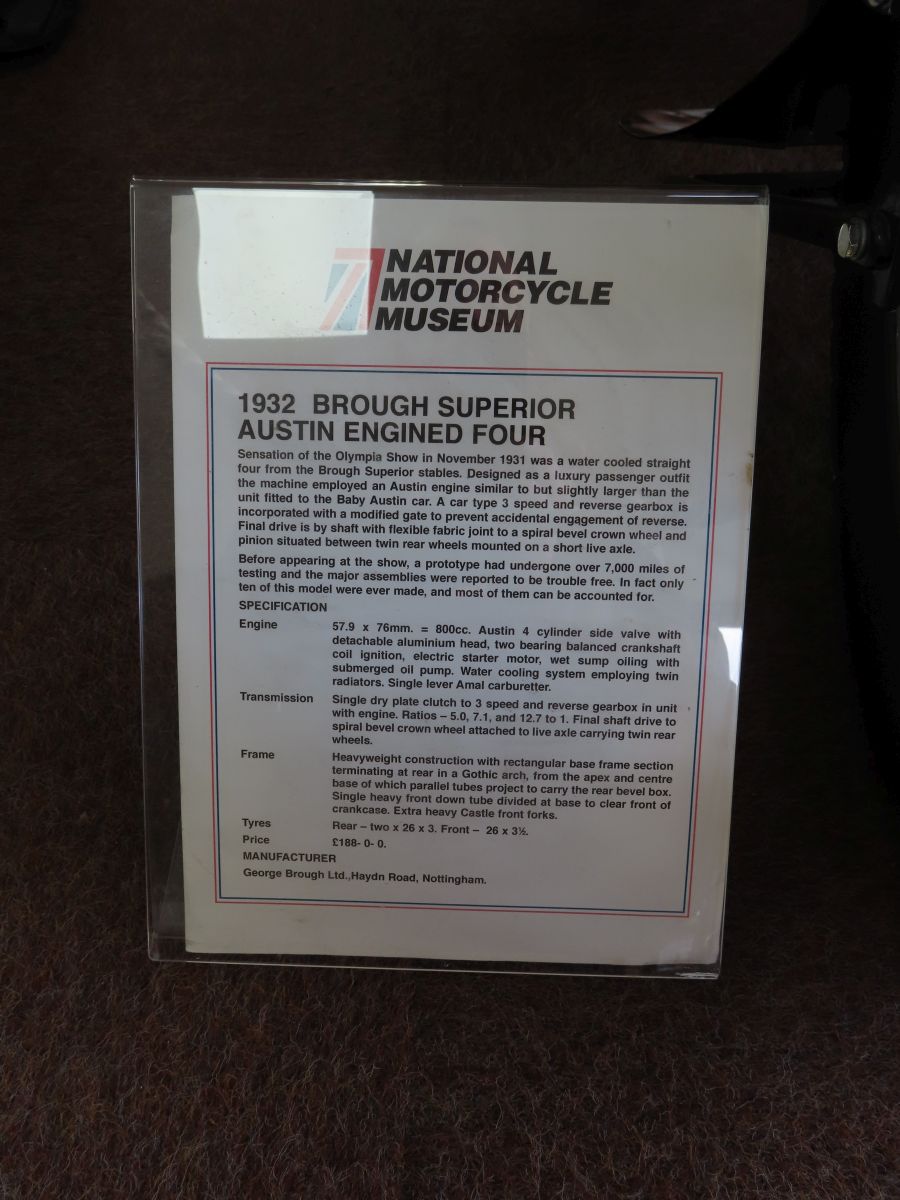 NATIONAL
MOTORCYCLE
MUSEUM
1932 BROUGH SUPERIOR
AUSTIN ENGINED FOUR
Sensation of the Olympia Show in November 1931 was a water cooled straight
four from the Brough Superior stables. Designed as a luxury passenger outfit
the machine employed an Austin engine similar to but slightly larger than the
unit fitted to the Baby Austin car. A car type 3 speed and reverse gearbox is
incorporated with a modified gate to prevent accidental engagement of reverse.
Final drive is by shaft with flexible fabric joint to a spiral bevel crown wheel and
pinion situated between twin rear wheels mounted on a short live axle.
Before appearing at the show, a prototype had undergone over 7,000 miles of
testing and the major assemblies were reported to be trouble free. In fact only
ten of this model were ever made, and most of them can be accounted for.
SPECIFICATION
Engine 57.9 x 76mm. = 800cc. Austin 4 cylinder side valve with
detachable aluminium head, two bearing balanced crankshaft
coil ignition, electric starter motor, wet sump oiling with
submerged oil pump. Water cooling system employing twin
radiators. Single lever Amal carburetter.
Transmission Single dry plate clutch to 3 speed and reverse gearbox in unit
with engine. Ratios – 5.0, 7.1, and 12.7 to 1. Final shaft drive to
spiral bevel crown wheel attached to live axle carrying twin rear
wheels.
Frame Heavyweight construction with rectangular base frame section
terminating at rear in a Gothic arch, from the apex and centre
base of which parallel tubes project to carry the rear bevel box.
Single heavy front down tube divided at base to clear front of
crankcase. Extra heavy Castle front forks.
Tyres Rear – two x 26 x 3. Front – 26 x 3½.
Price £188- 0- 0.
MANUFACTURER
George Brough Ltd., Haydn Road, Nottingham.